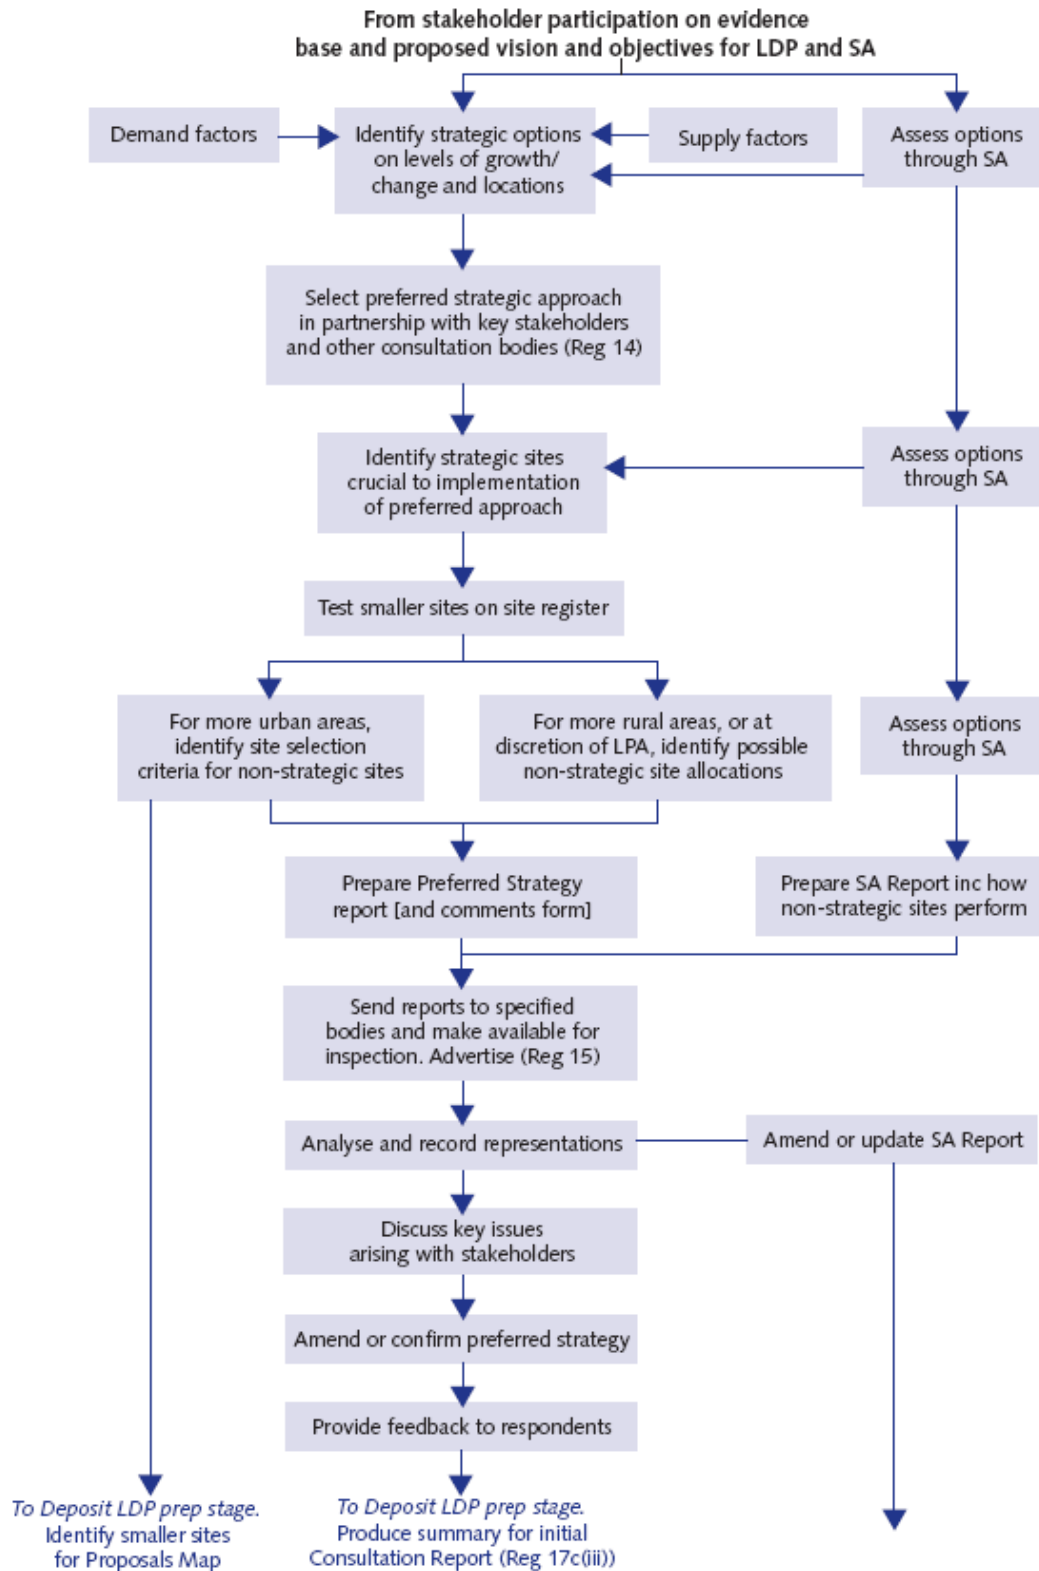 From stakeholder participation on evidence
base and proposed vision and objectives for LDP and SA
Demand factors
Identify strategic options
on levels of growth/
change and locations
Supply factors
Assess options
through SA
Select preferred strategic approach
in partnership with key stakeholders
and other consultation bodies (Reg 14)
Identify strategic sites
crucial to implementation
of preferred approach
Assess options
through SA
Test smaller sites on site register
For more urban areas,
identify site selection
criteria for non-strategic sites
For more rural areas, or at
discretion of LPA, identify possible
non-strategic site allocations
Assess options
through SA
Prepare Preferred Strategy
report [and comments form]
Prepare SA Report inc how
non-strategic sites perform
Send reports to specified
bodies and make available for
inspection. Advertise (Reg 15)
Analyse and record representations
Amend or update SA Report
Discuss key issues
arising with stakeholders
Amend or confirm preferred strategy
Provide feedback to respondents
To Deposit LDP prep stage.
Identify smaller sites
for Proposals Map
To Deposit LDP prep stage.
Produce summary for initial
Consultation Report (Reg 17c(iii))